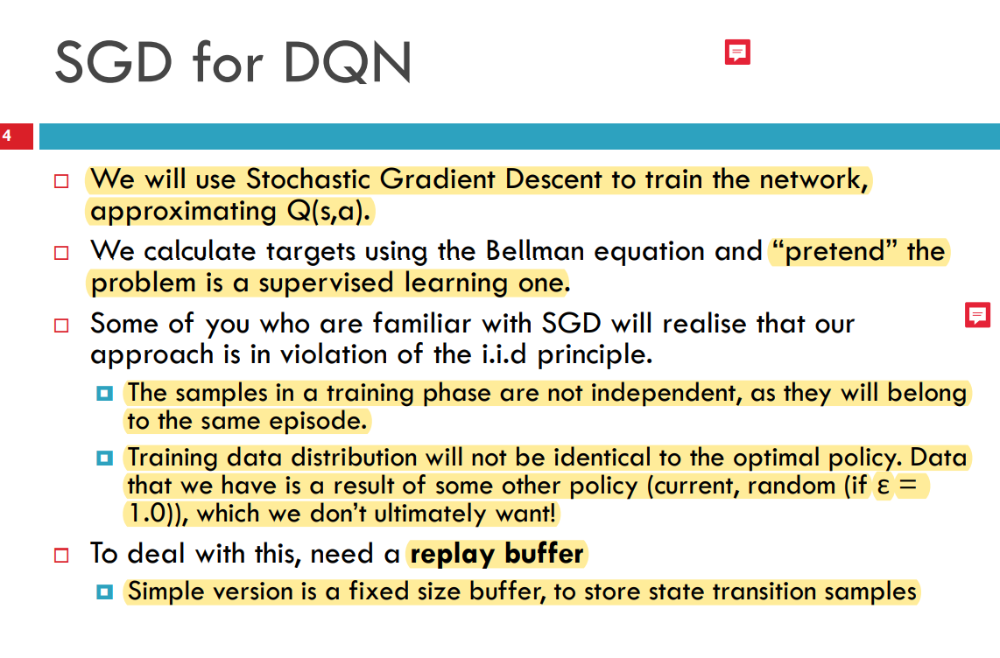 SGD for DQN
4
We will use Stochastic Gradient Descent to train the network,
approximating Q(s,a).
We calculate targets using the Bellman equation and “pretend” the
problem is a supervised learning one.
Some of you who are familiar with SGD will realise that our
approach is in violation of the i.i.d principle.
The samples in a training phase are not independent, as they will belong
to the same episode.
Training data distribution will not be identical to the optimal policy. Data
that we have is a result of some other policy (current, random (if ε =
1.0)), which we don’t ultimately want!
To deal with this, need a replay buffer
Simple version is a fixed size buffer, to store state transition samples